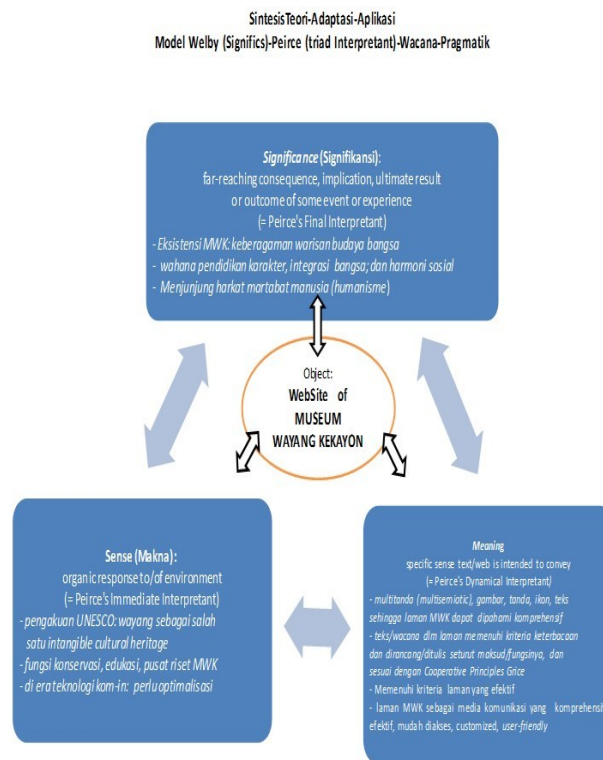 SintesisTeori-Adaptasi-Aplikasi
Model Welby (Significs)-Peirce (triad Interpretant)-Wacana-Pragmatik
Significance (Signifikansi):
far-reaching consequence, implication, ultimate result
or outcome of some event or experience
(= Peirce's Final Interpretant)
- Eksistensi MWK: keberagaman warisan budaya bangsa
- wahana pendidikan karakter, integrasi bangsa; dan harmoni sosial
- Menjunjung harkat martabat manusia (humanisme)
Object:
WebSite of
MUSEUM
WAYANG KEKAYON
Sense (Makna):
organic response to/of environment
(= Peirce's Immediate Interpretant)
- pengakuan UNESCO: wayang sebagai salah
satu intangible cultural heritage
- fungsi konservasi, edukasi, pusat riset MWK
- di era teknologi kom-in: perlu optimalisasi
Meaning
specific sense text/web is intended to convey
(= Peirce's Dynamical Interpretant)
- multitanda (multisemiotic), gambar, tanda, ikon, teks
sehingga laman MWK dapat dipahami komprehensif
- teks/wacana dlm laman memenuhi kriteria keterbacaan
dan dirancang/ditulis seturut maksud/fungsinya, dan
sesuai dengan Cooperative Principles Grice
- Memenuhi kriteria laman yang efektif
- laman MWK sebagai media komunikasi yang komprehensif
efektif, mudah diakses, customized, user-friendly